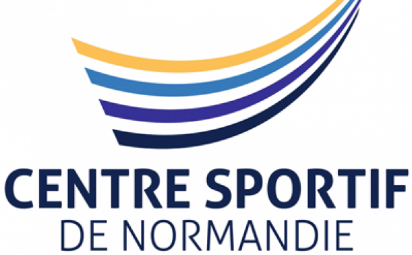 CENTRE SPORTIF
DE NORMANDIE